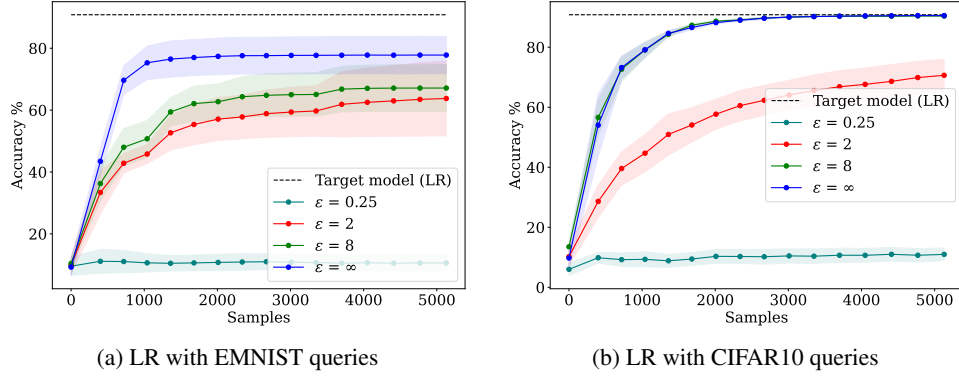 80
60
40
20
Accuracy %
Target model (LR)
ε = 0.25
ε = 2
ε = 8
ε = ∞
0 1000 2000 3000 4000 5000
Samples
(a) LR with EMNIST queries
80
60
40
20
0
Accuracy %
Target model (LR)
ε = 0.25
ε = 2
ε = 8
ε = ∞
0 1000 2000 3000 4000 5000
Samples
(b) LR with CIFAR10 queries